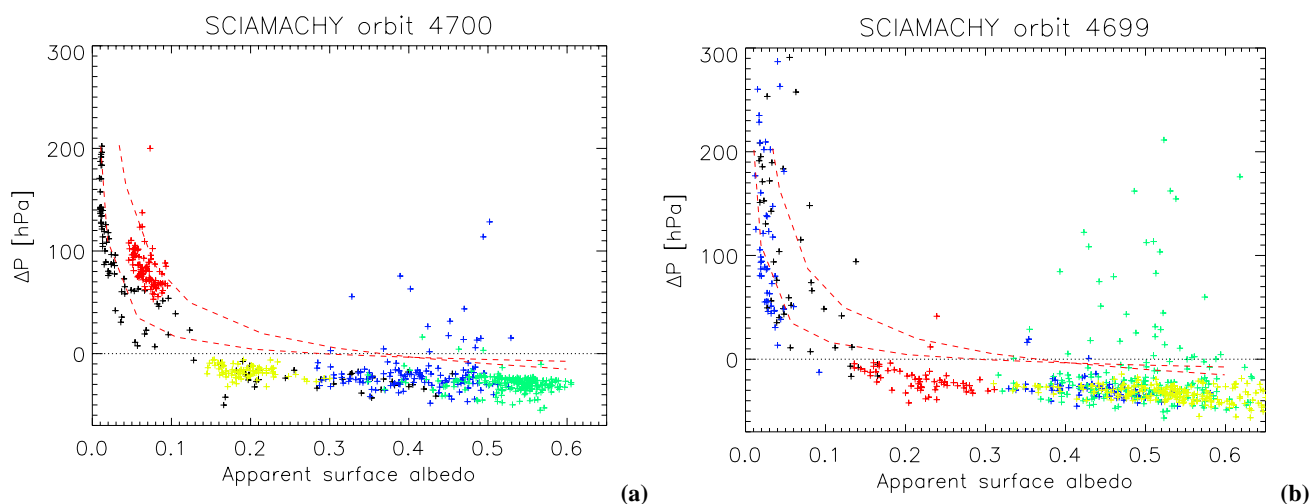 SCIAMACHY orbit 4700
300
200
100
0
ΔP [hPa]
0.0 0.1 0.2 0.3 0.4 0.5 0.6
Apparent surface albedo
(a)
SCIAMACHY orbit 4699
300
200
100
0
ΔP [hPa]
0.0 0.1 0.2 0.3 0.4 0.5 0.6
Apparent surface albedo
(b)